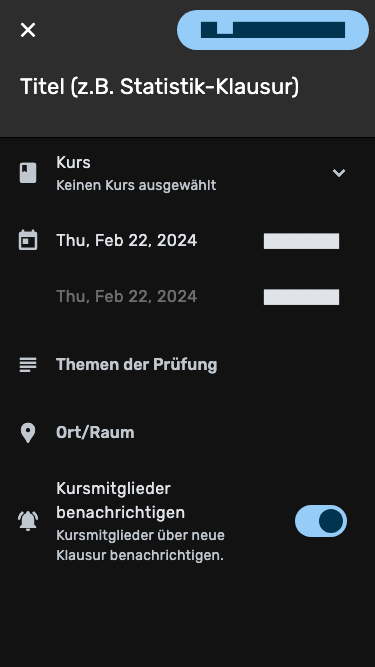 Titel (z.B. Statistik-Klausur)
Kurs
Keinen Kurs ausgewählt
Thu, Feb 22, 2024
Thu, Feb 22, 2024
Themen der Prüfung
Ort/Raum
Kursmitglieder
benachrichtigen
Kursmitglieder über neue
Klausur benachrichtigen.